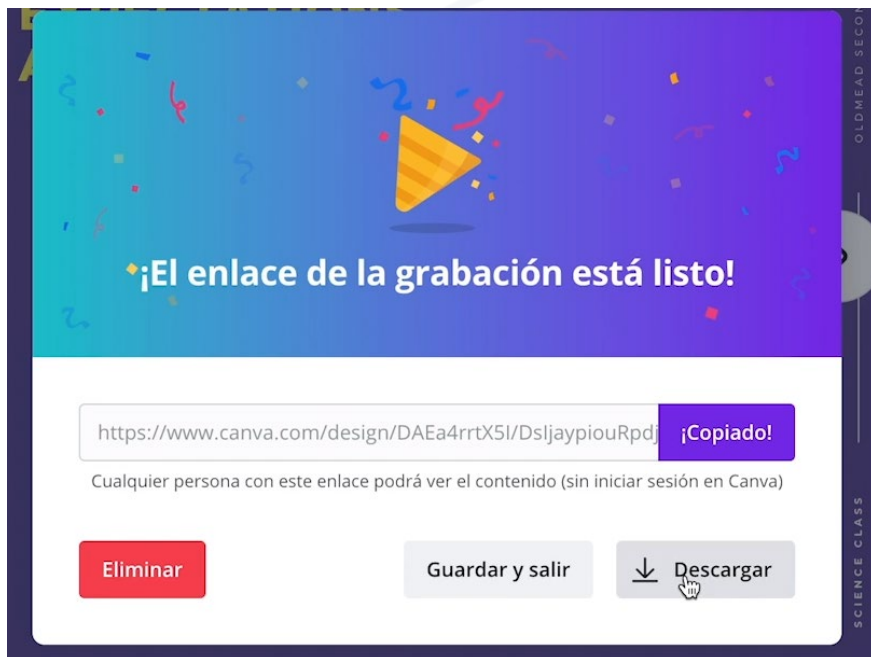 ¡El enlace de la grabación está listo!
https://www.canva.com/design/DAEa4rrtX5I/DsIjaypiouRpdj
¡Copiado!
Cualquier persona con este enlace podrá ver el contenido (sin iniciar sesión en Canva)
Eliminar
Guardar y salir
Descargar
OLDMEAD SECON
SCIENCE CLASS